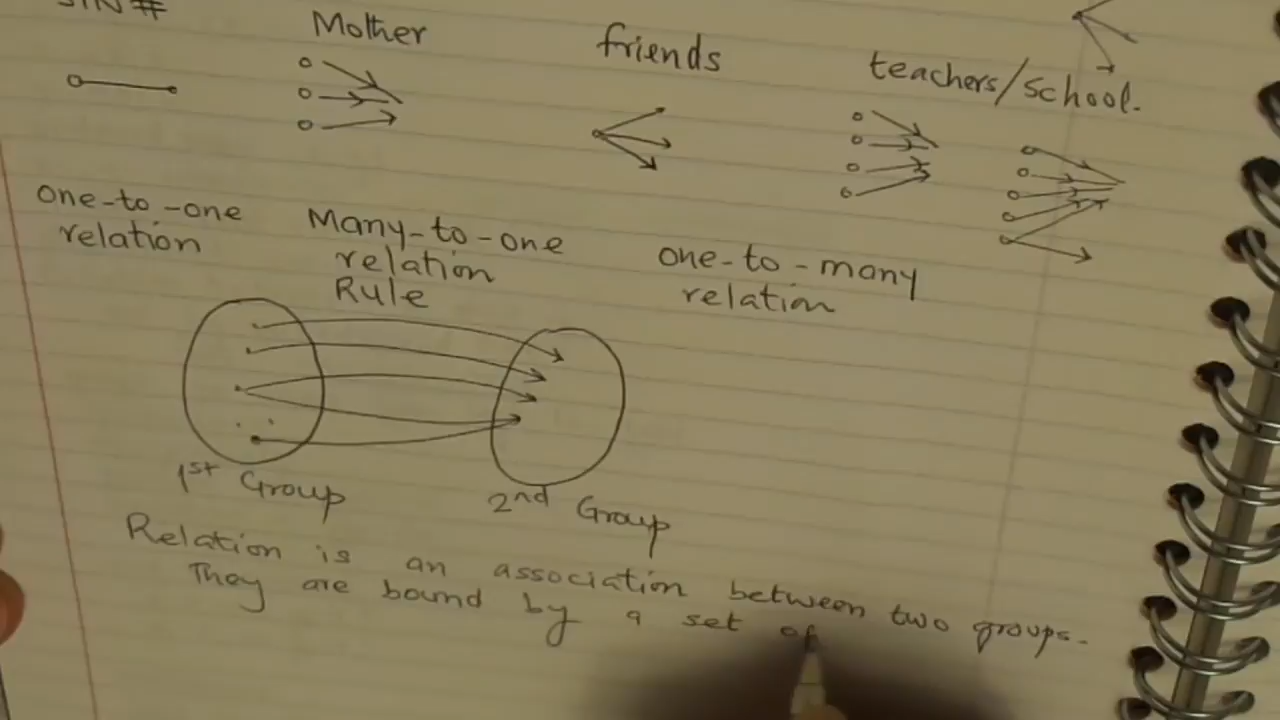 SIN #
Mother
friends
teachers/school.
one-to-one
relation
Many-to-one
relation
Rule
one-to-many
relation
1st Group
2nd Group
Relation is an association between two groups.
They are bound by a set of